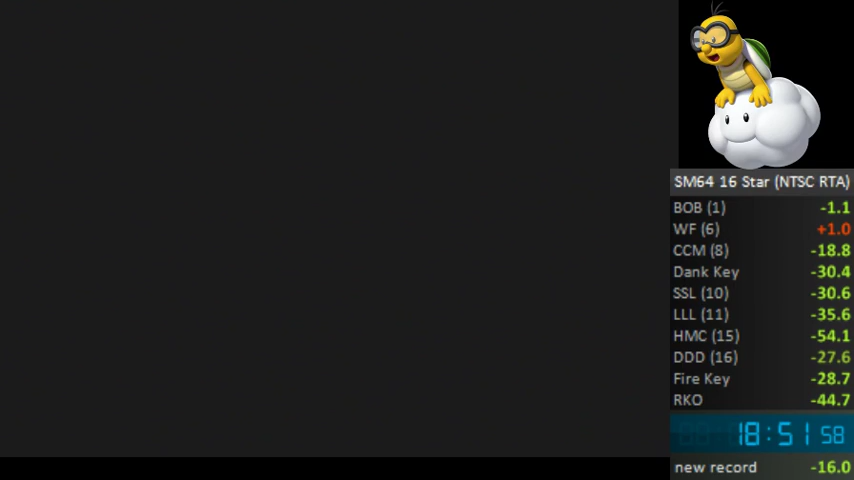 SM64 16 Star (NTSC RTA)
BOB (1) -1.1
WF (6) +1.0
CCM (8) -18.8
Dank Key -30.4
SSL (10) -30.6
LLL (11) -35.6
HMC (15) -54.1
DDD (16) -27.6
Fire Key -28.7
RKO -44.7
18:51 58
new record -16.0